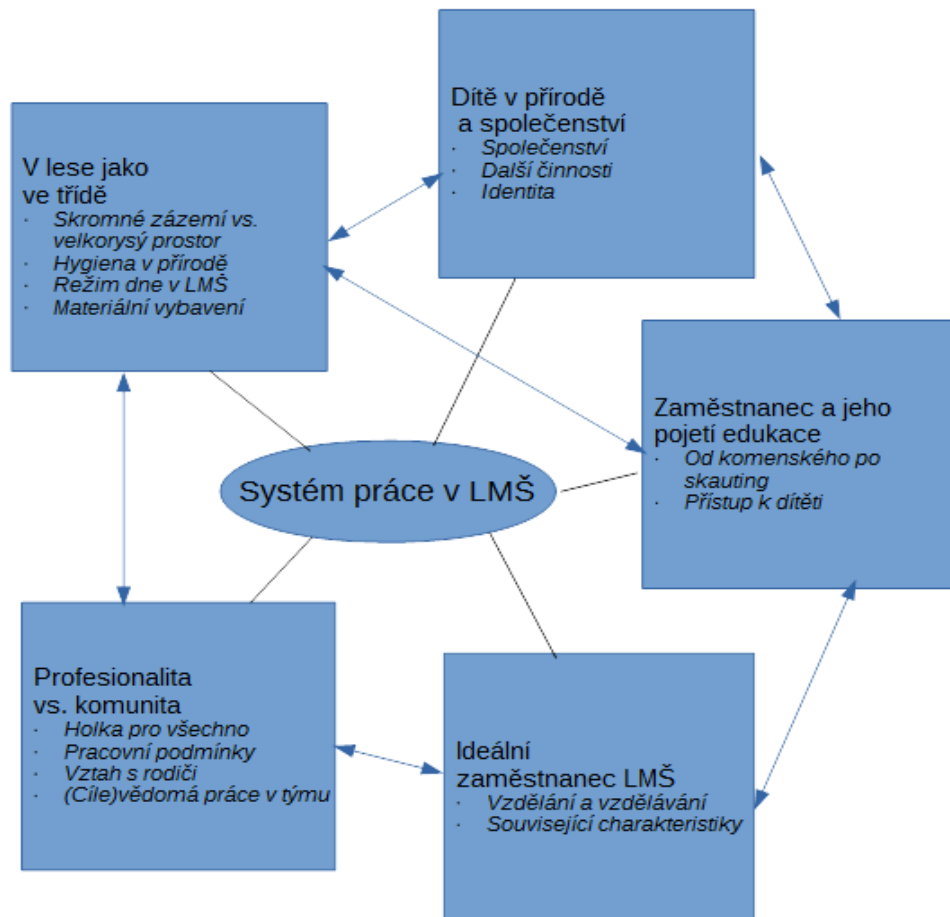 Dítě v přírodě
a společenství
· Společenství
· Další činnosti
· Identita
V lese jako
ve třídě
· Skromné zázemí vs.
velkorysý prostor
· Hygiena v přírodě
· Režim dne v LMŠ
· Materiální vybavení
Zaměstnanec a jeho
pojetí edukace
· Od komenského po
skauting
· Přístup k dítěti
Systém práce v LMŠ
Profesionalita
vs. komunita
· Holka pro všechno
· Pracovní podmínky
· Vztah s rodiči
· (Cíle)vědomá práce v týmu
Ideální
zaměstnanec LMŠ
· Vzdělání a vzdělávání
· Související charakteristiky